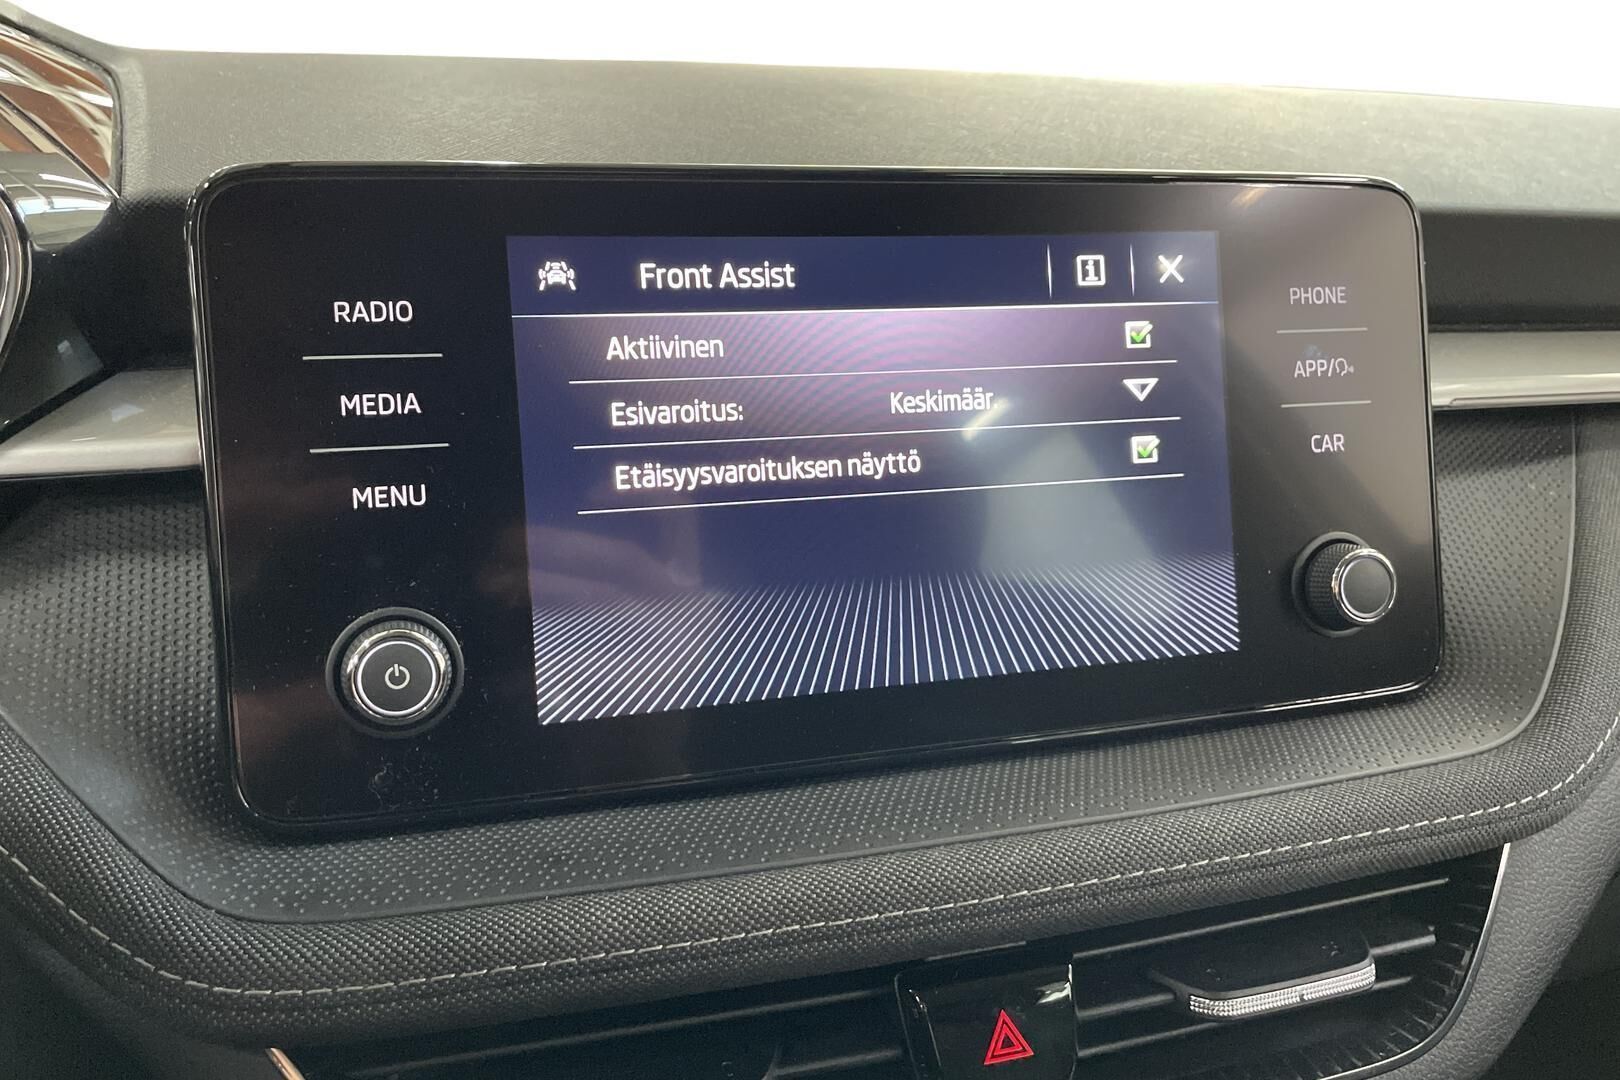 RADIO
MEDIA
MENU
Front Assist
Aktiivinen
Esivaroitus: Keskimäär.
Etäisyysvaroituksen näyttö
PHONE
APP/
CAR